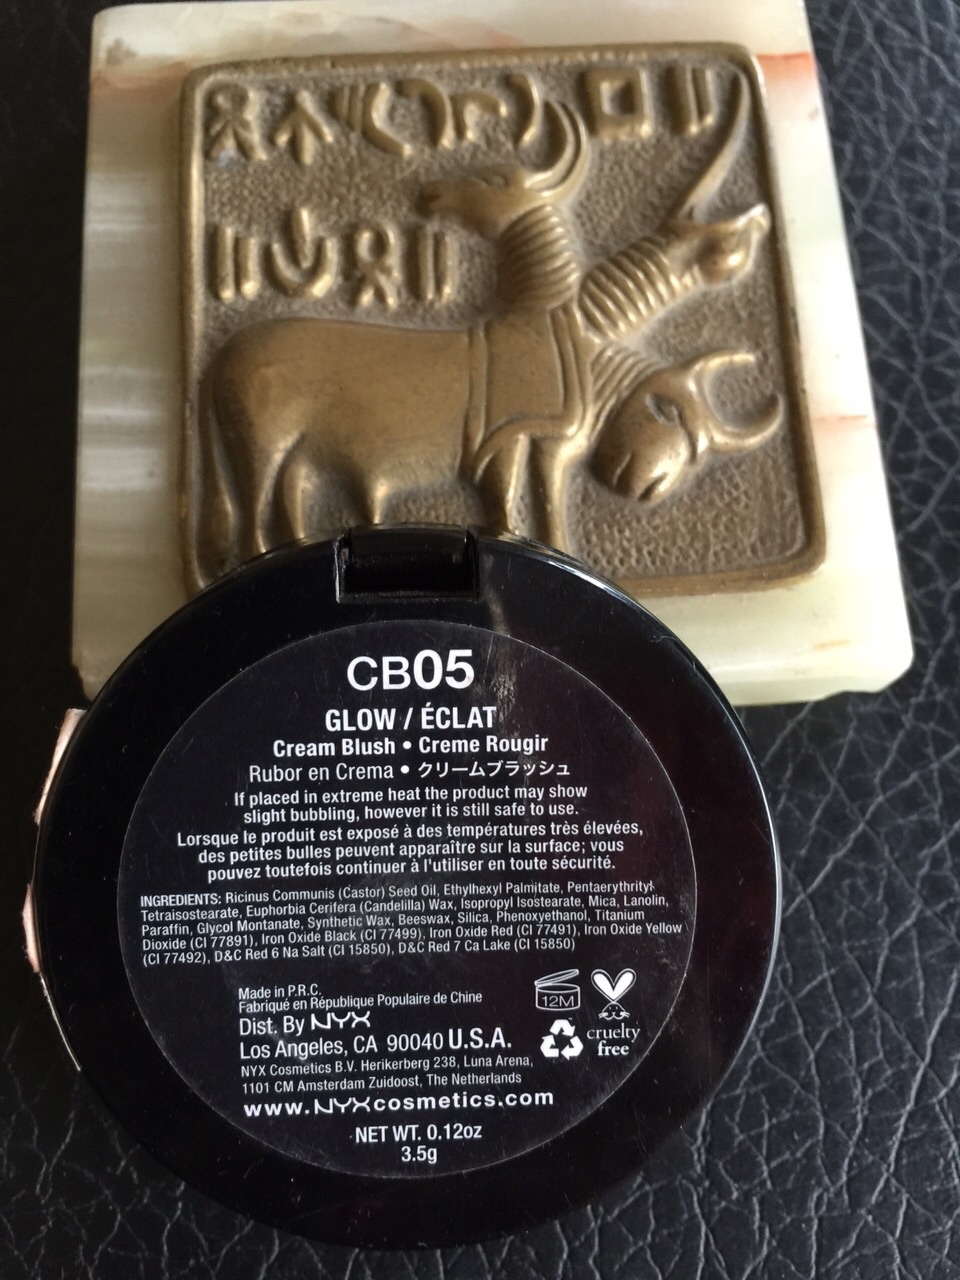 CB05
GLOW / ÉCLAT
Cream Blush • Creme Rougir
Rubor en Crema • クリームブラッシュ
If placed in extreme heat the product may show
slight bubbling, however it is still safe to use.
Lorsque le produit est exposé à des températures très élevées,
des petites bulles peuvent apparaître sur la surface; vous
pouvez toutefois continuer à l'utiliser en toute sécurité.
INGREDIENTS: Ricinus Communis (Castor) Seed Oil, Ethylhexyl Palmitate, Pentaerythrityl
Tetraisostearate, Euphorbia Cerifera (Candelilla) Wax, Isopropyl Isostearate, Mica, Lanolin,
Paraffin, Glycol Montanate, Synthetic Wax, Beeswax, Silica, Phenoxyethanol, Titanium
Dioxide (CI 77891), Iron Oxide Black (CI 77499), Iron Oxide Red (CI 77491), Iron Oxide Yellow
(CI 77492), D&C Red 6 Na Salt (CI 15850), D&C Red 7 Ca Lake (CI 15850)
Made in P.R.C.
Fabriqué en République Populaire de Chine
Dist. By NYX
Los Angeles, CA 90040 U.S.A.
NYX Cosmetics B.V. Herikerberg 238, Luna Arena,
1101 CM Amsterdam Zuidoost, The Netherlands
www.NYXcosmetics.com
12M
cruelty
free
NET WT. 0.12oz
3.5g